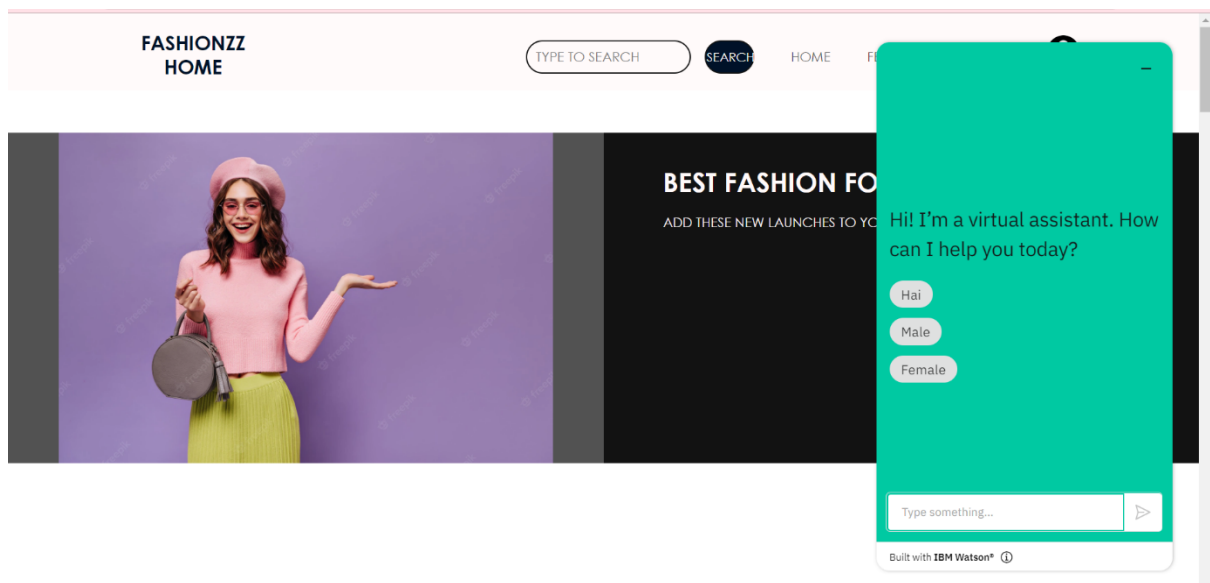 FASHIONZZ
HOME
TYPE TO SEARCH
SEARCH
HOME
BEST FASHION FO
ADD THESE NEW LAUNCHES TO YO
Hi! I’m a virtual assistant. How
can I help you today?
Hai
Male
Female
Type something...
Built with IBM Watson®